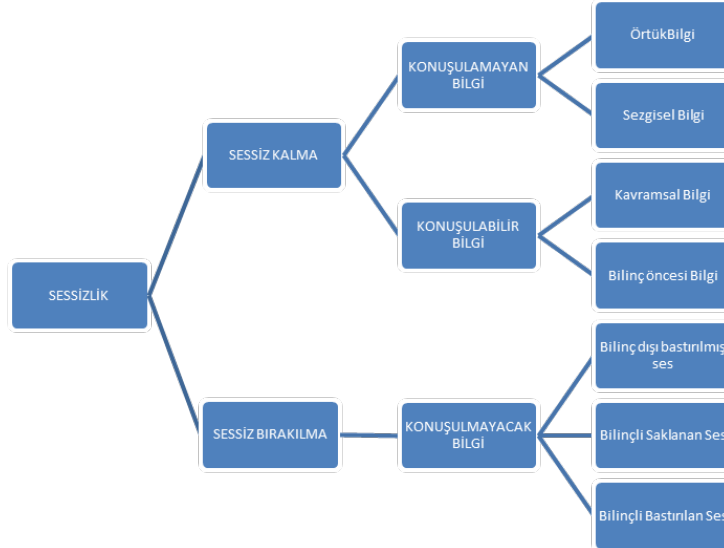 SESSİZLİK
SESSİZ KALMA
KONUŞULAMAYAN
BİLGİ
ÖrtükBilgi
Sezgisel Bilgi
KONUŞULABİLİR
BİLGİ
Kavramsal Bilgi
Bilinç öncesi Bilgi
SESSİZ BIRAKILMA
KONUŞULMAYACAK
BİLGİ
Bilinç dışı bastırılmış
ses
Bilinçli Saklanan Ses
Bilinçli Bastırılan Ses